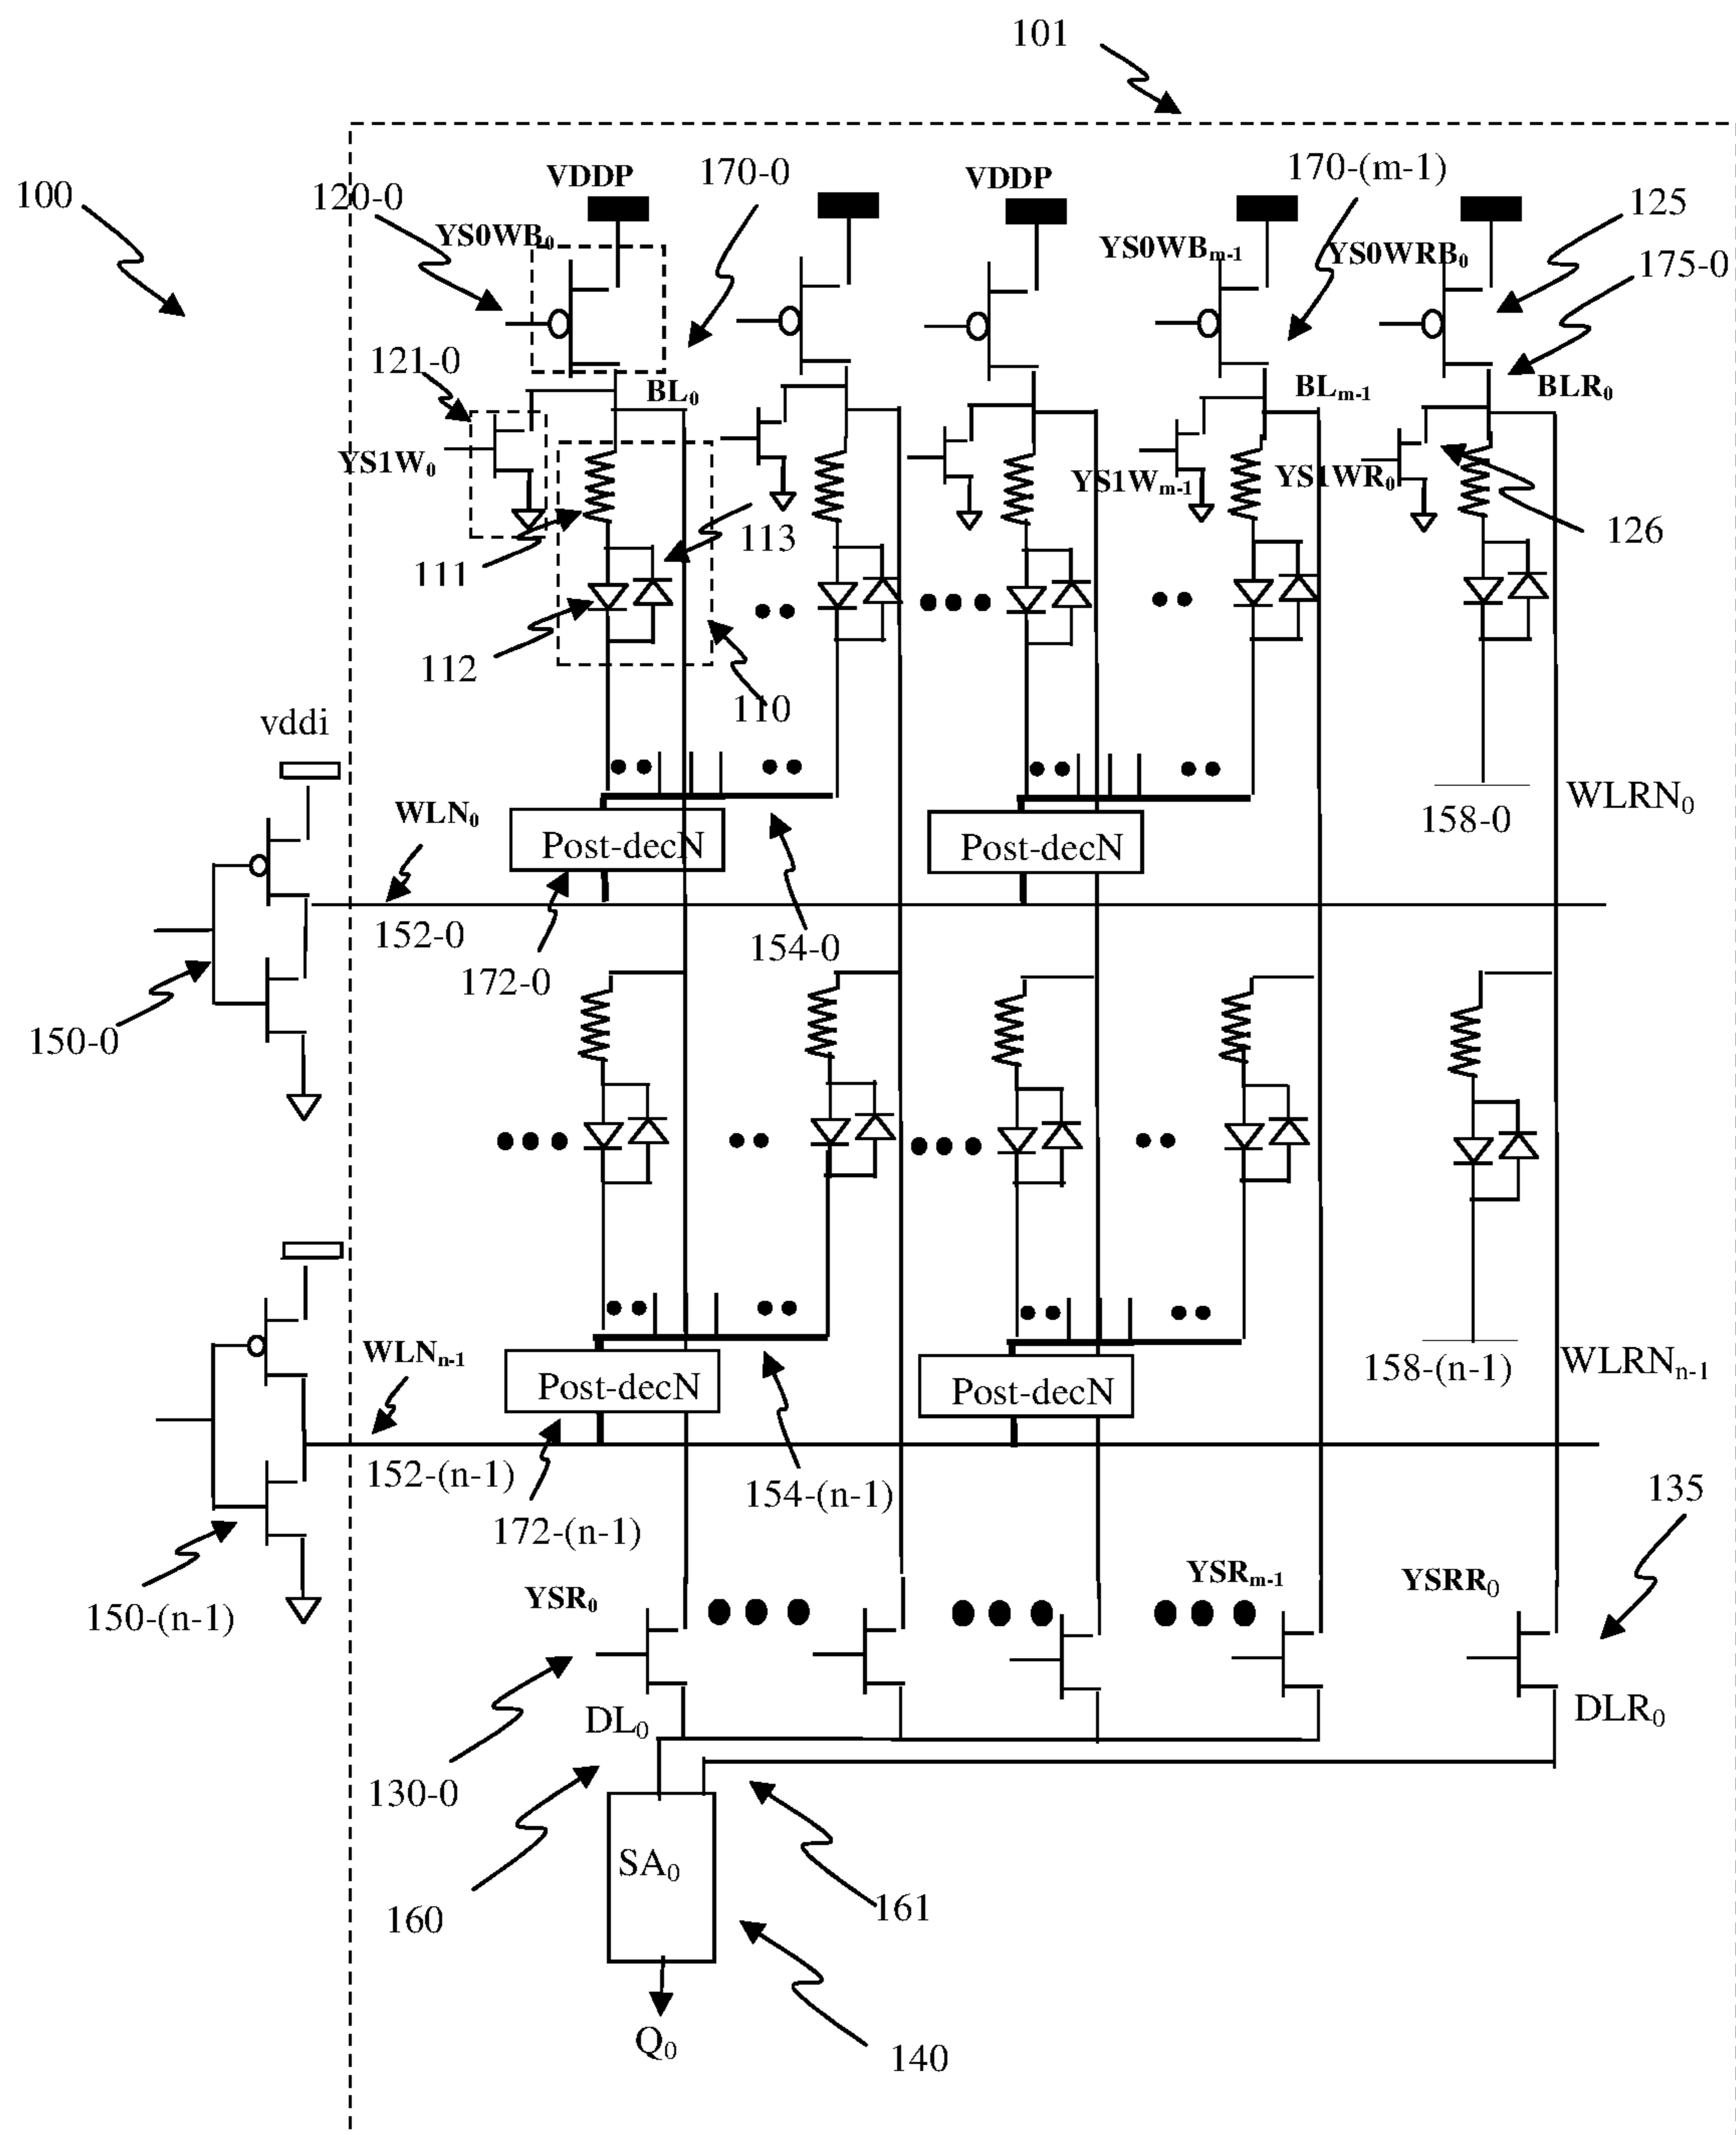 101
100
120-0
VDDP
170-0
VDDP
170-(m-1)
125
YS0WB0
YS0WBm-1
YS0WRB0
175-0
121-0
BL0
BLm-1
BLR0
YS1W0
YS1Wm-1
YS1WR0
126
111
113
112
110
vddi
WLN0
158-0
WLRN0
Post-decN
Post-decN
152-0
154-0
172-0
150-0
WLNn-1
158-(n-1)
WLRNn-1
Post-decN
Post-decN
152-(n-1)
154-(n-1)
135
172-(n-1)
150-(n-1)
YSR0
YSRm-1
YSRR0
DL0
DLR0
130-0
SA0
160
161
Q0
140